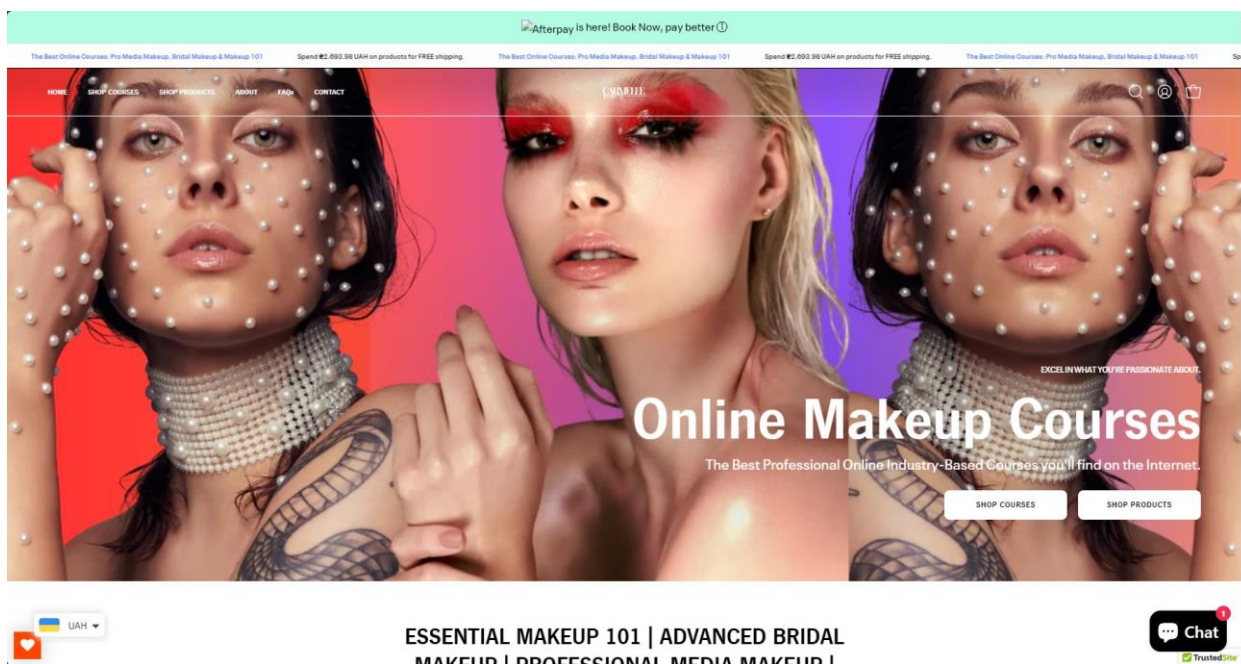 Afterpay is here! Book Now, pay better ⓘ
The Best Online Courses: Pro Media Makeup, Bridal Makeup & Makeup 101 Spend ₴2,693.98 UAH on products for FREE shipping. The Best Online Courses: Pro Media Makeup, Bridal Makeup & Makeup 101 Spend ₴2,693.98 UAH on products for FREE shipping. The Best Online Courses: Pro Media Makeup, Bridal Makeup & Makeup 101 Sp
HOME SHOP COURSES SHOP PRODUCTS ABOUT FAQs CONTACT
EXCEL IN WHAT YOU'RE PASSIONATE ABOUT.
Online Makeup Courses
The Best Professional Online Industry-Based Courses you'll find on the Internet.
SHOP COURSES SHOP PRODUCTS
UAH
1
Chat
TrustedSite
ESSENTIAL MAKEUP 101 | ADVANCED BRIDAL
MAKEUP | PROFESSIONAL MEDIA MAKEUP |